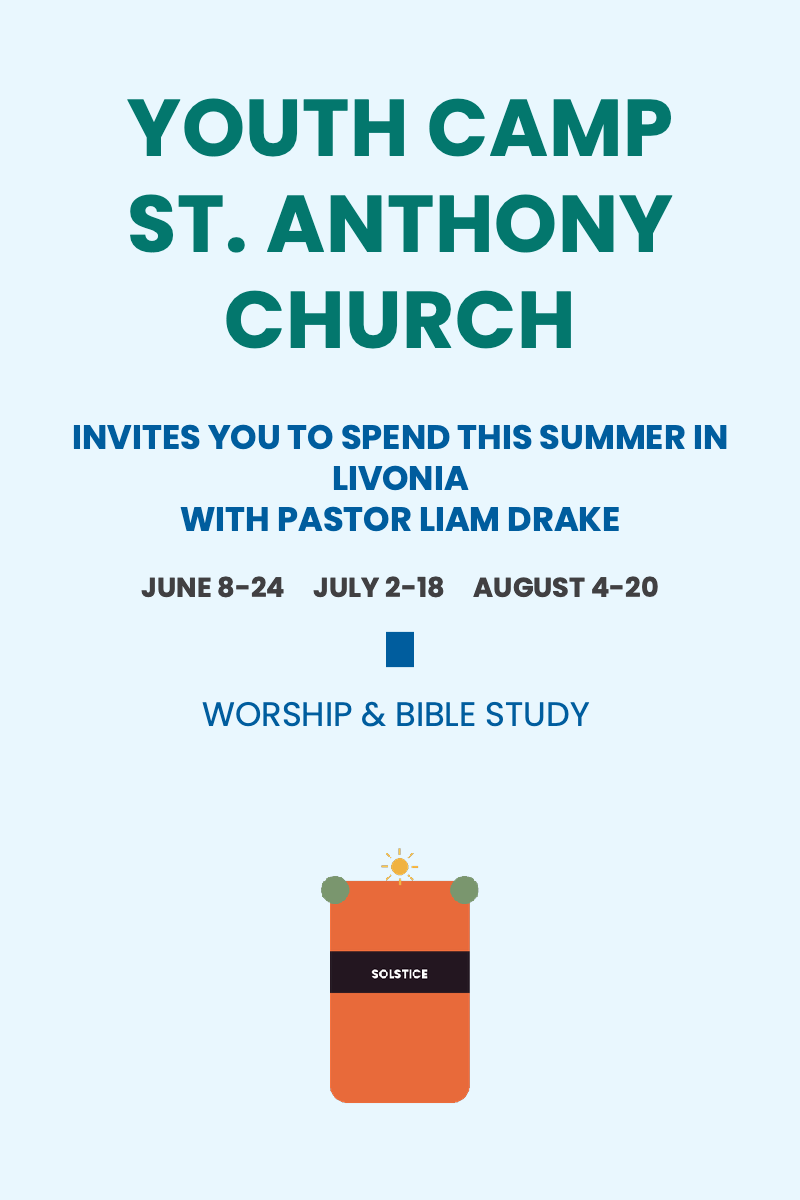 YOUTH CAMP
ST. ANTHONY
CHURCH
INVITES YOU TO SPEND THIS SUMMER IN
LIVONIA
WITH PASTOR LIAM DRAKE
JUNE 8-24 JULY 2-18 AUGUST 4-20
WORSHIP & BIBLE STUDY
SOLSTICE